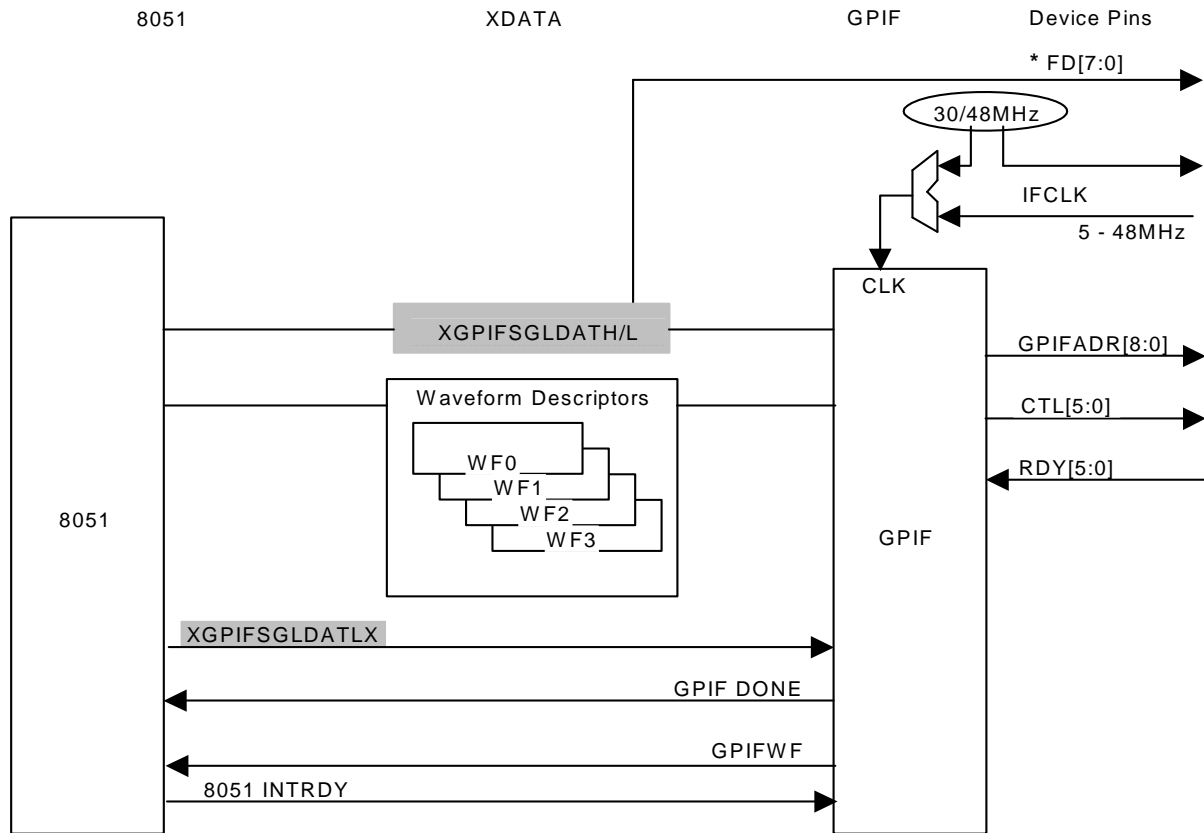 8051 XDATA GPIF Device Pins
* FD[7:0]
30/48MHz
IFCLK
5 - 48MHz
CLK
XGPIFSGLDATH/L
GPIFADR[8:0]
Waveform Descriptors
CTL[5:0]
WF0
RDY[5:0]
WF1
WF2
8051
WF3
GPIF
XGPIFSGLDATLX
GPIF DONE
GPIFWF
8051 INTRDY